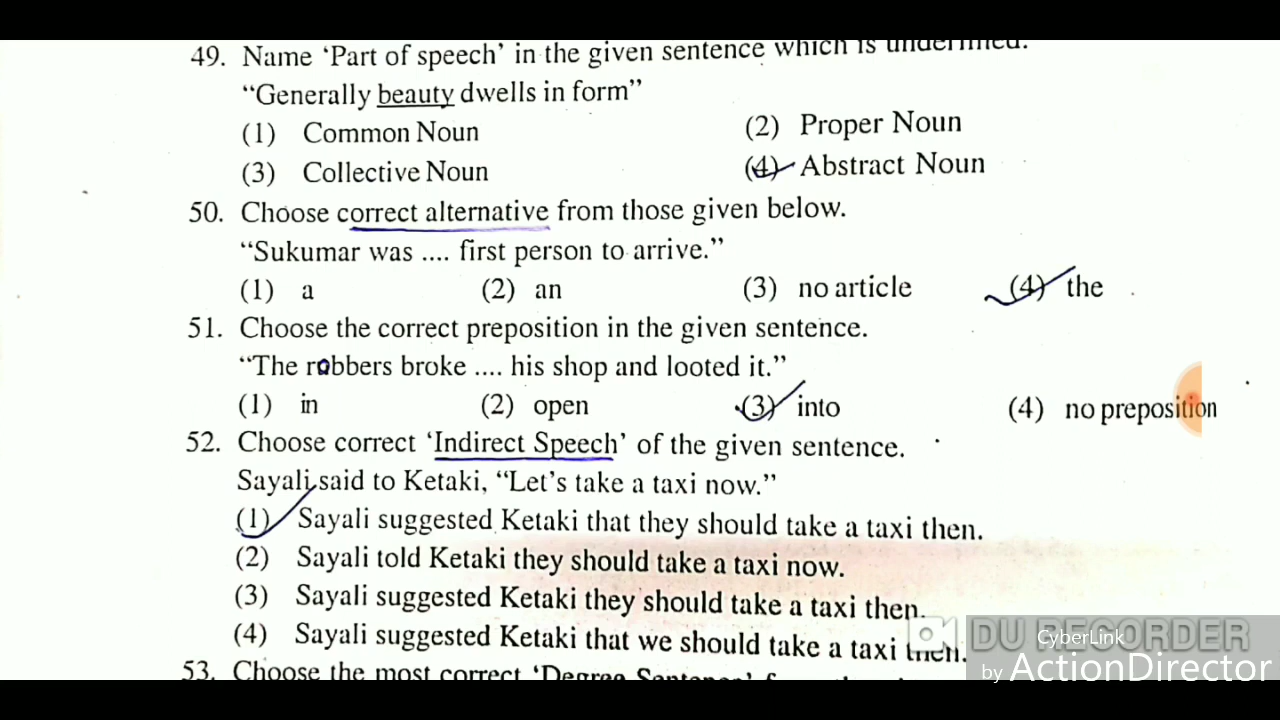 49. Name ‘Part of speech’ in the given sentence which is underlined.
“Generally beauty dwells in form”
(1) Common Noun (2) Proper Noun
(3) Collective Noun (4) Abstract Noun
50. Choose correct alternative from those given below.
“Sukumar was .... first person to arrive.”
(1) a (2) an (3) no article (4) the
51. Choose the correct preposition in the given sentence.
“The robbers broke .... his shop and looted it.”
(1) in (2) open (3) into (4) no preposition
52. Choose correct ‘Indirect Speech’ of the given sentence.
Sayali said to Ketaki, “Let’s take a taxi now.”
(1) Sayali suggested Ketaki that they should take a taxi then.
(2) Sayali told Ketaki they should take a taxi now.
(3) Sayali suggested Ketaki they should take a taxi then.
(4) Sayali suggested Ketaki that we should take a taxi then.
53. Choose the most correct ‘Degree Sentence’
DU RECORDER
CyberLink
by ActionDirector